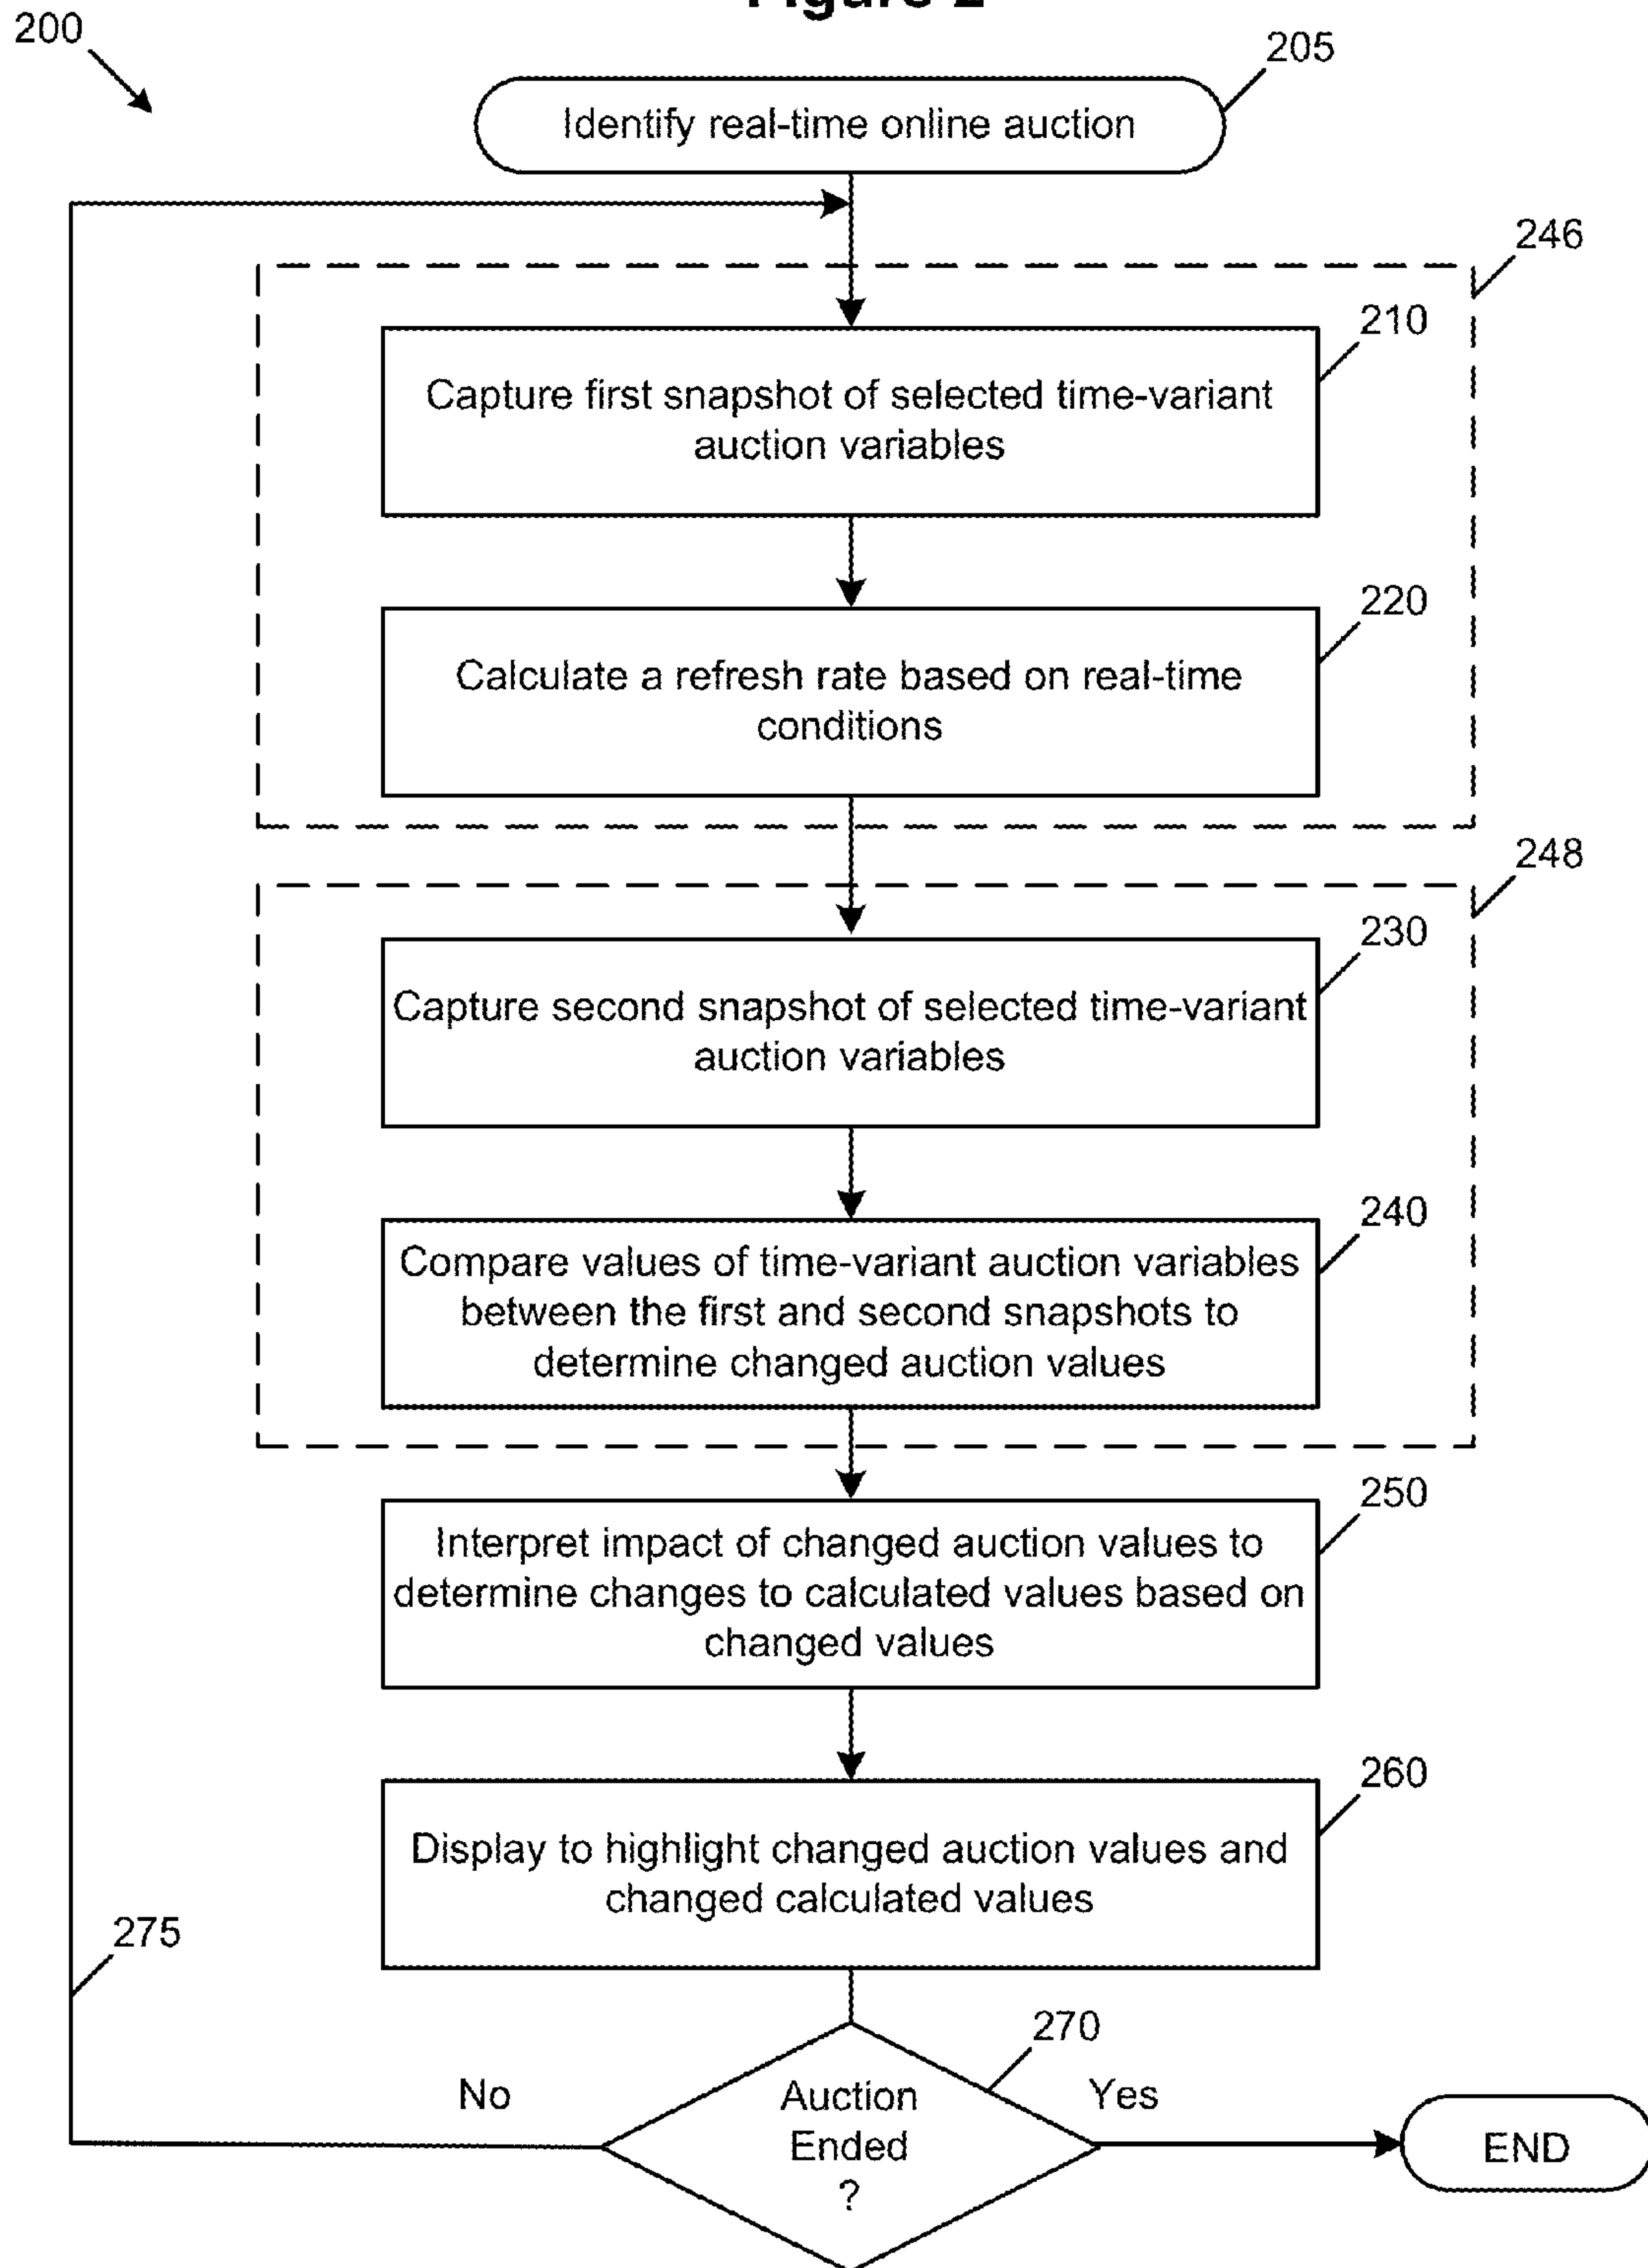 Figure 2
200
205
Identify real-time online auction
246
210
Capture first snapshot of selected time-variant
auction variables
220
Calculate a refresh rate based on real-time
conditions
248
230
Capture second snapshot of selected time-variant
auction variables
240
Compare values of time-variant auction variables
between the first and second snapshots to
determine changed auction values
250
Interpret impact of changed auction values to
determine changes to calculated values based on
changed values
260
Display to highlight changed auction values and
changed calculated values
275
270
No
Auction
Ended
?
Yes
END